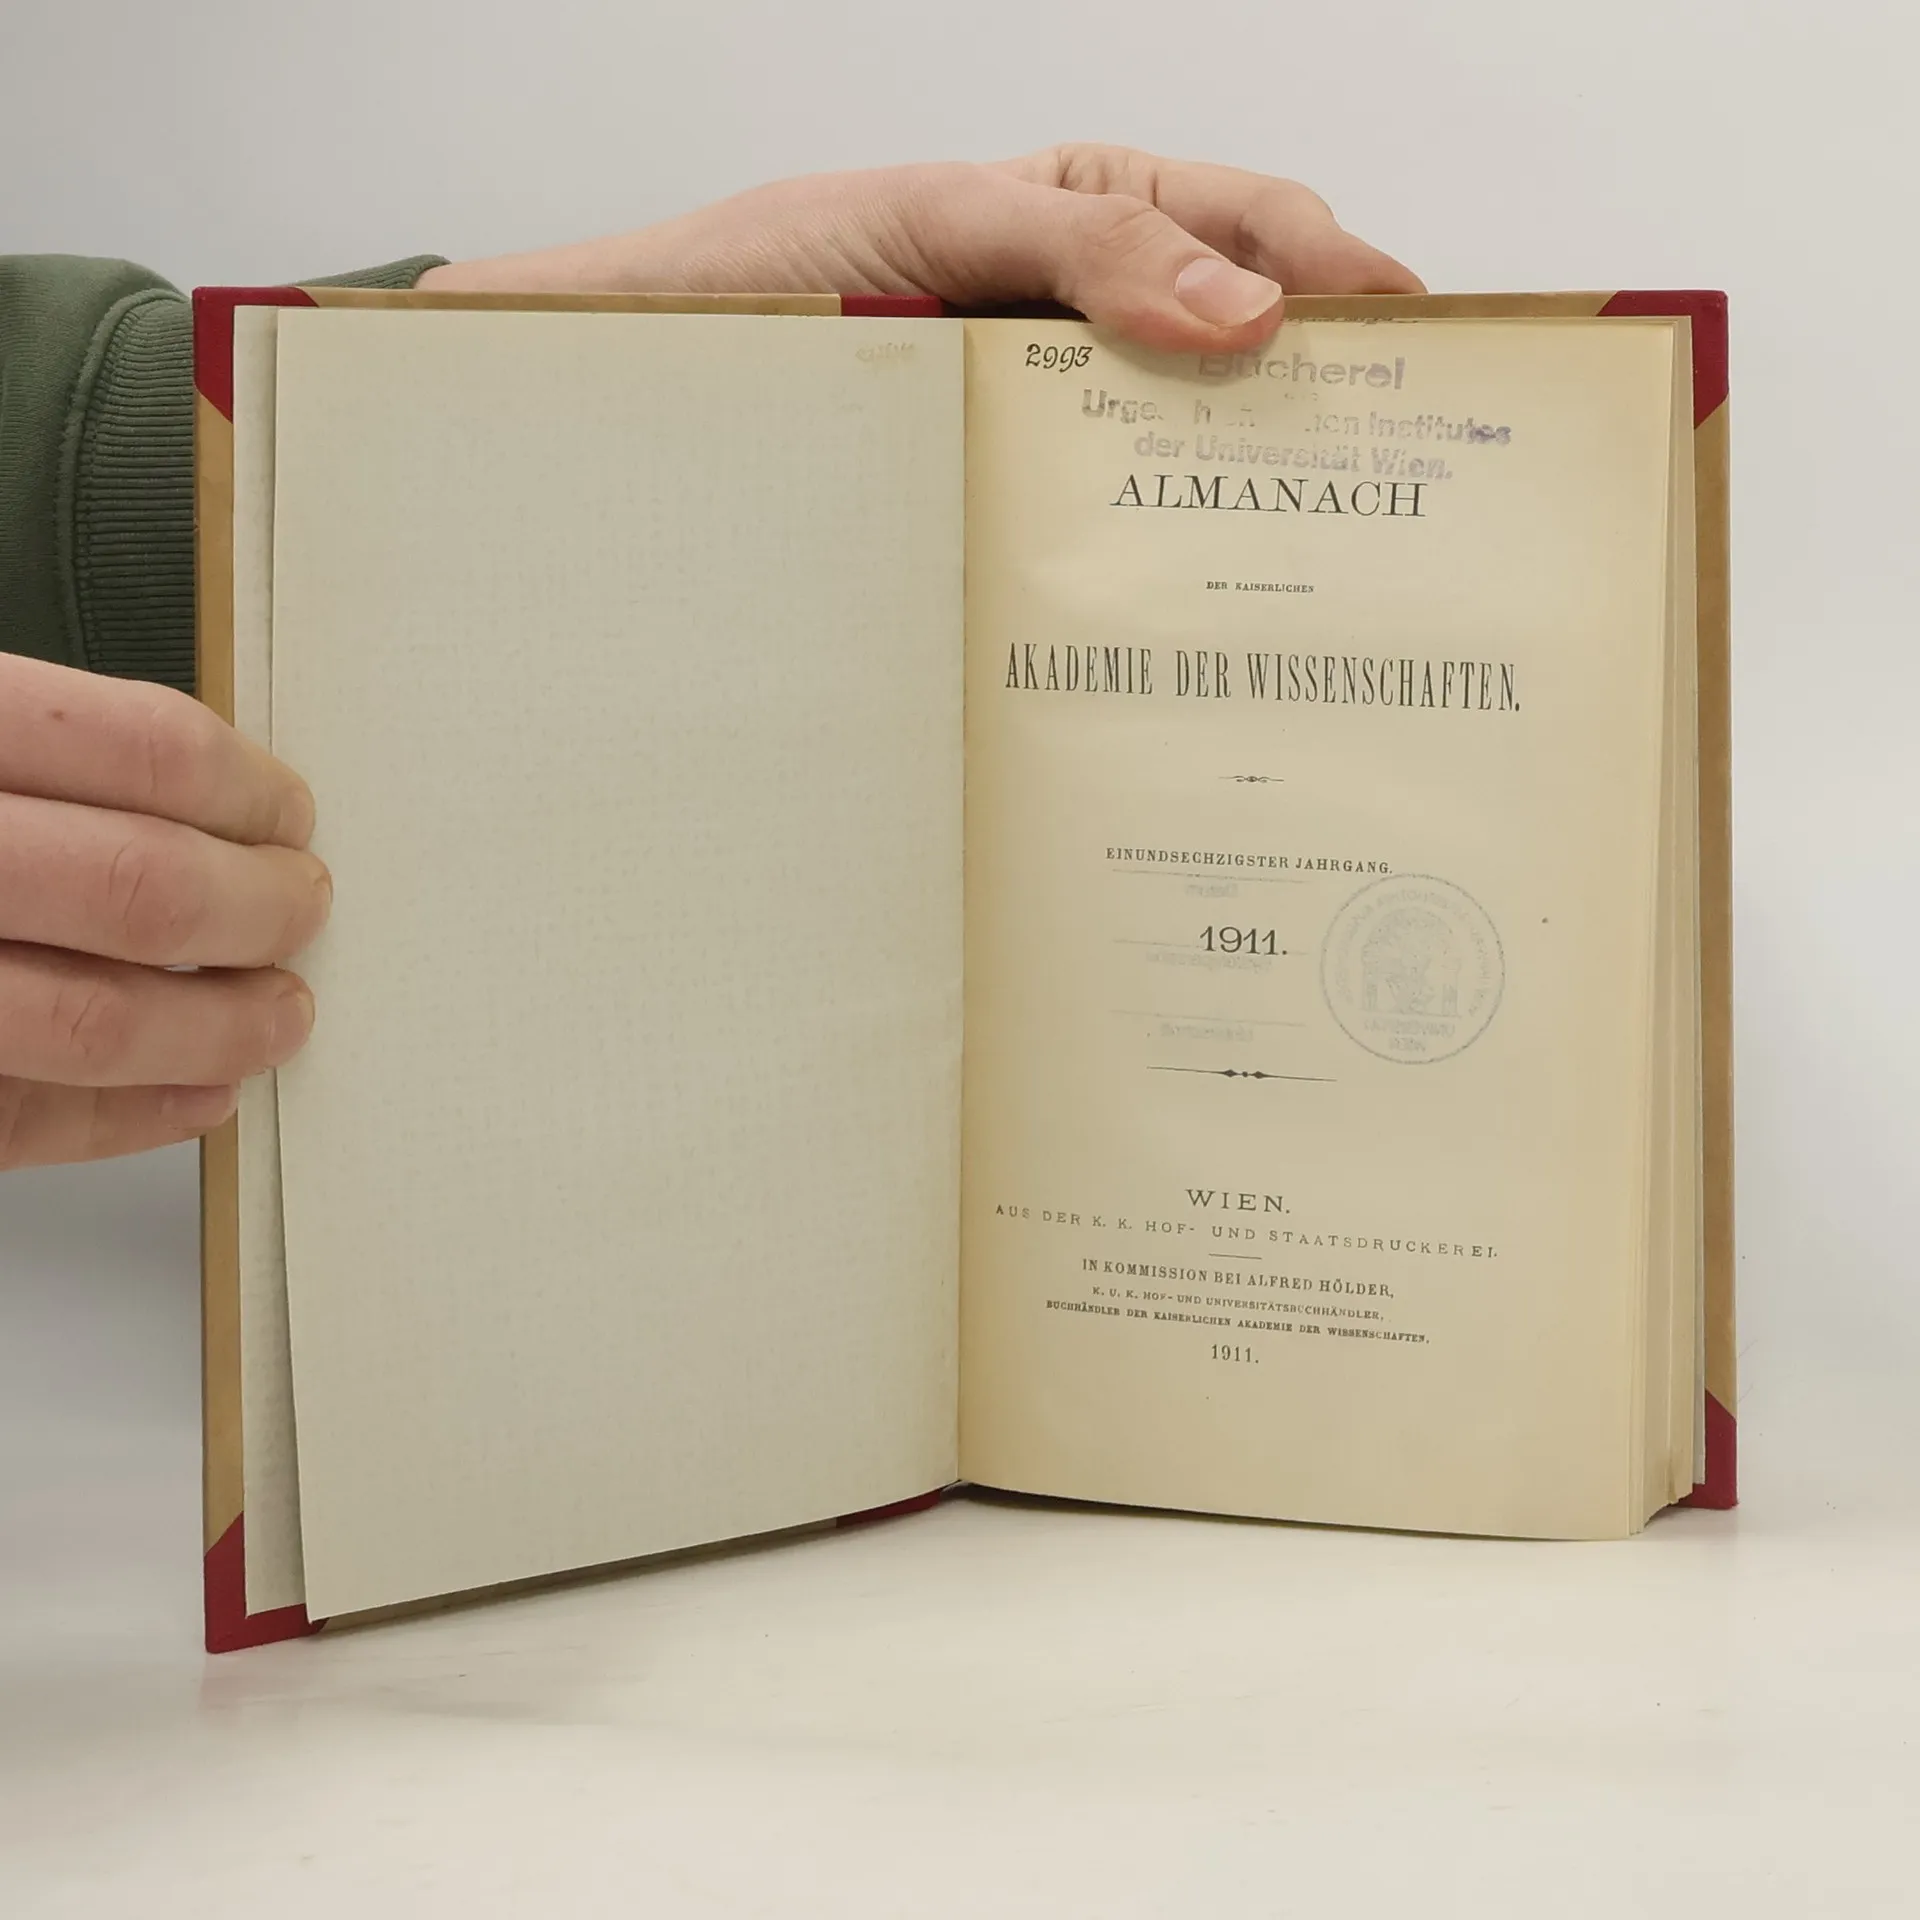 2993
Bücherei
Institutes
der Universität Wien.
ALMANACH
DER KAISERLICHEN
AKADEMIE DER WISSENSCHAFTEN.
EINUNDSECHZIGSTER JAHRGANG.
1911.
WIEN.
AUS DER K. K. HOF- UND STAATSDRUCKEREI.
IN KOMMISSION BEI ALFRED HÖLDER,
K. U. K. HOF- UND UNIVERSITÄTSBUCHHÄNDLER,
BUCHHÄNDLER DER KAISERLICHEN AKADEMIE DER WISSENSCHAFTEN.
1911.